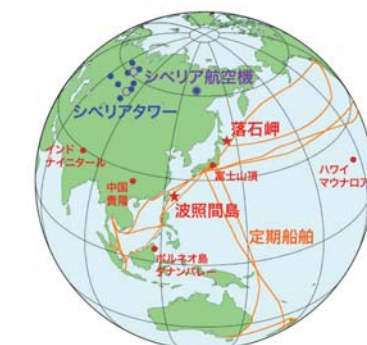 シベリア航空機
シベリアタワー
落石岬
インド
ナイニタール
富士山頂
ハワイ
マウナロア
中国
貴陽
波照間島
定期船舶
ボルネオ島
ダナンバレー